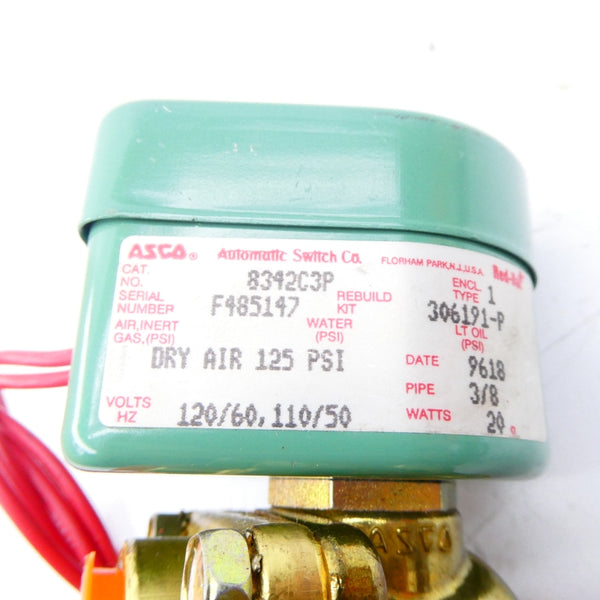 ASCO® Automatic Switch Co. FLORHAM PARK,N.J.,U.S.A.
CAT. NO. 8342C3P ENCL TYPE 1
SERIAL NUMBER F485147 REBUILD KIT 306191-P
AIR,INERT GAS,(PSI) WATER (PSI) LT OIL (PSI)
DRY AIR 125 PSI DATE 9618
PIPE 3/8
VOLTS HZ 120/60,110/50 WATTS 20
ASCO